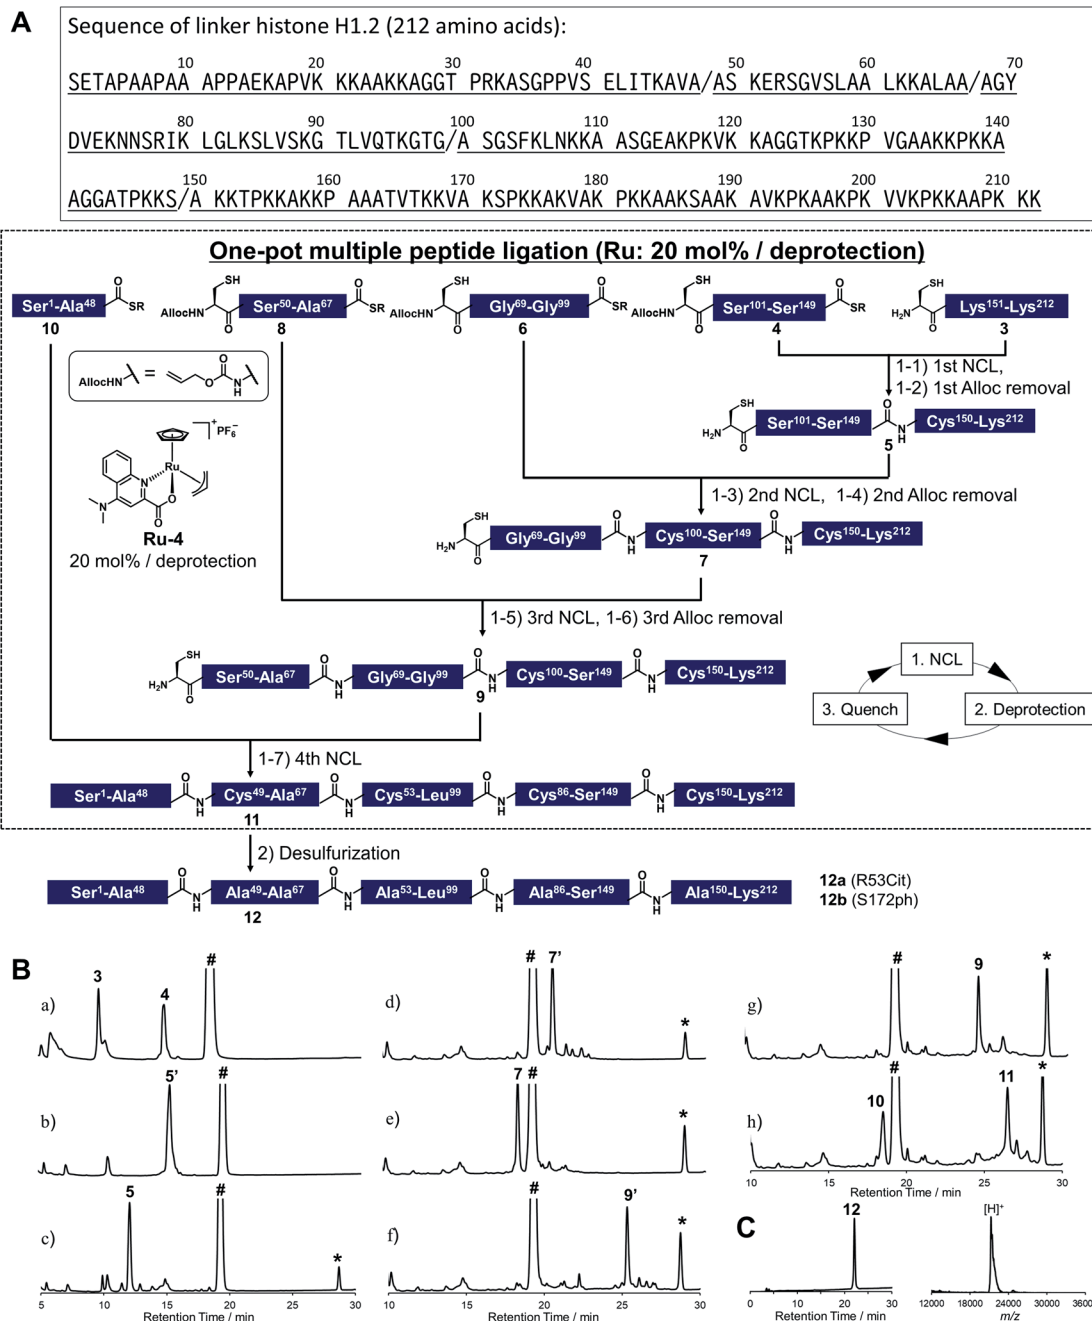 A
Sequence of linker histone H1.2 (212 amino acids):
10 20 30 40 50 60 70
SETAPAAPAA APPAEKAPVK KKAAKKAGGT PRKASGPPVS ELITKAVA/AS KERSGVSLAA LKKALAA/AGY
80 90 100 110 120 130 140
DVEKNNSRIK LGLKSLVSKG TLVQTKGTG/A SGSFKLNKKA ASGEAKPKVK KAGGTKPKKP VGAAKKPKKA
150 160 170 180 190 200 210
AGGATPKKS/A KKTPKKAKKP AAATVTKKVA KSPKKAKVAK PKKAAKSAAK AVKPKAAKPK VVKPKKAAPK KK
One-pot multiple peptide ligation (Ru: 20 mol% / deprotection)
Ser1-Ala48 O SR
10
AllocHN SH O Ser50-Ala67 O SR
8
AllocHN SH O Gly69-Gly99 O SR
6
AllocHN SH O Ser101-Ser149 O SR
4
H2N SH O Lys151-Lys212
3
AllocHN = O O N H
1-1) 1st NCL,
1-2) 1st Alloc removal
Ru N O O N PF6− +
Ru-4
20 mol% / deprotection
H2N SH O Ser101-Ser149 O N H Cys150-Lys212
5
1-3) 2nd NCL, 1-4) 2nd Alloc removal
H2N SH O Gly69-Gly99 O N H Cys100-Ser149 O N H Cys150-Lys212
7
1-5) 3rd NCL, 1-6) 3rd Alloc removal
H2N SH O Ser50-Ala67 O N H Gly69-Gly99 O N H Cys100-Ser149 O N H Cys150-Lys212
9
1. NCL
3. Quench
2. Deprotection
1-7) 4th NCL
Ser1-Ala48 O N H Cys49-Ala67 O N H Cys53-Leu99 O N H Cys86-Ser149 O N H Cys150-Lys212
11
2) Desulfurization
Ser1-Ala48 O N H Ala49-Ala67 O N H Ala53-Leu99 O N H Ala86-Ser149 O N H Ala150-Lys212
12
12a (R53Cit)
12b (S172ph)
B
a) 3 4 #
b) 5’ #
c) 5 # *
5 10 15 20 25 30
Retention Time / min
d) # 7’ *
e) 7 # *
f) # 9’ *
10 15 20 25 30
Retention Time / min
g) # 9 *
h) 10 # 11 *
10 15 20 25 30
Retention Time / min
C
12
0 10 20 30
Retention Time / min
[H]+
12000 18000 24000 30000 3600
m/z